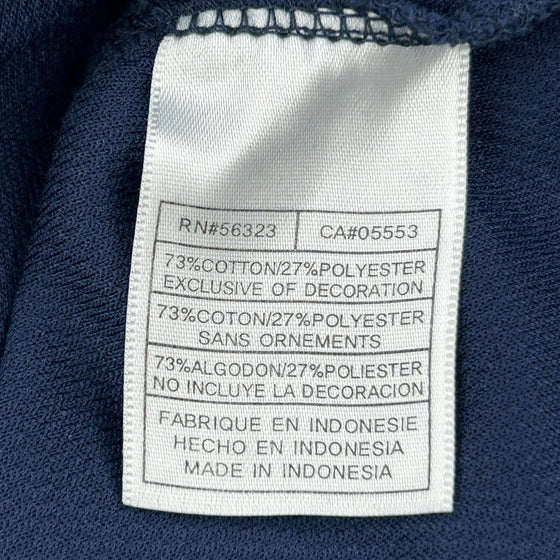 RN#56323 CA#05553
73%COTTON/27%POLYESTER
EXCLUSIVE OF DECORATION
73%COTON/27%POLYESTER
SANS ORNEMENTS
73%ALGODON/27%POLIESTER
NO INCLUYE LA DECORACION
FABRIQUE EN INDONESIE
HECHO EN INDONESIA
MADE IN INDONESIA